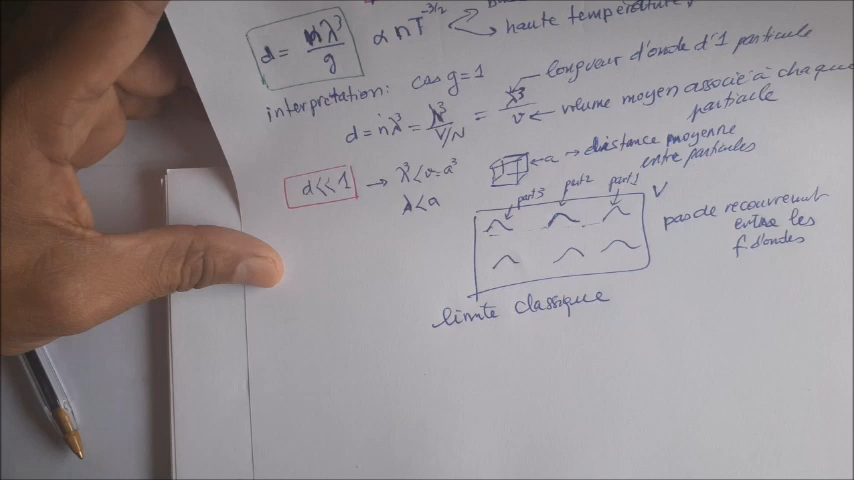 d = nλ³/g ∝ nT^-3/2
haute température
interprétation: cas g=1
longueur d'onde d'1 particule
d = nλ³ = λ³/(V/N) = λ³/v ← volume moyen associé à chaque particule
d<<1 → λ³ < v = a³
λ < a
← a → distance moyenne entre particules
part3 part2 part1 V
pas de recouvrement
entre les
f d'ondes
limite classique